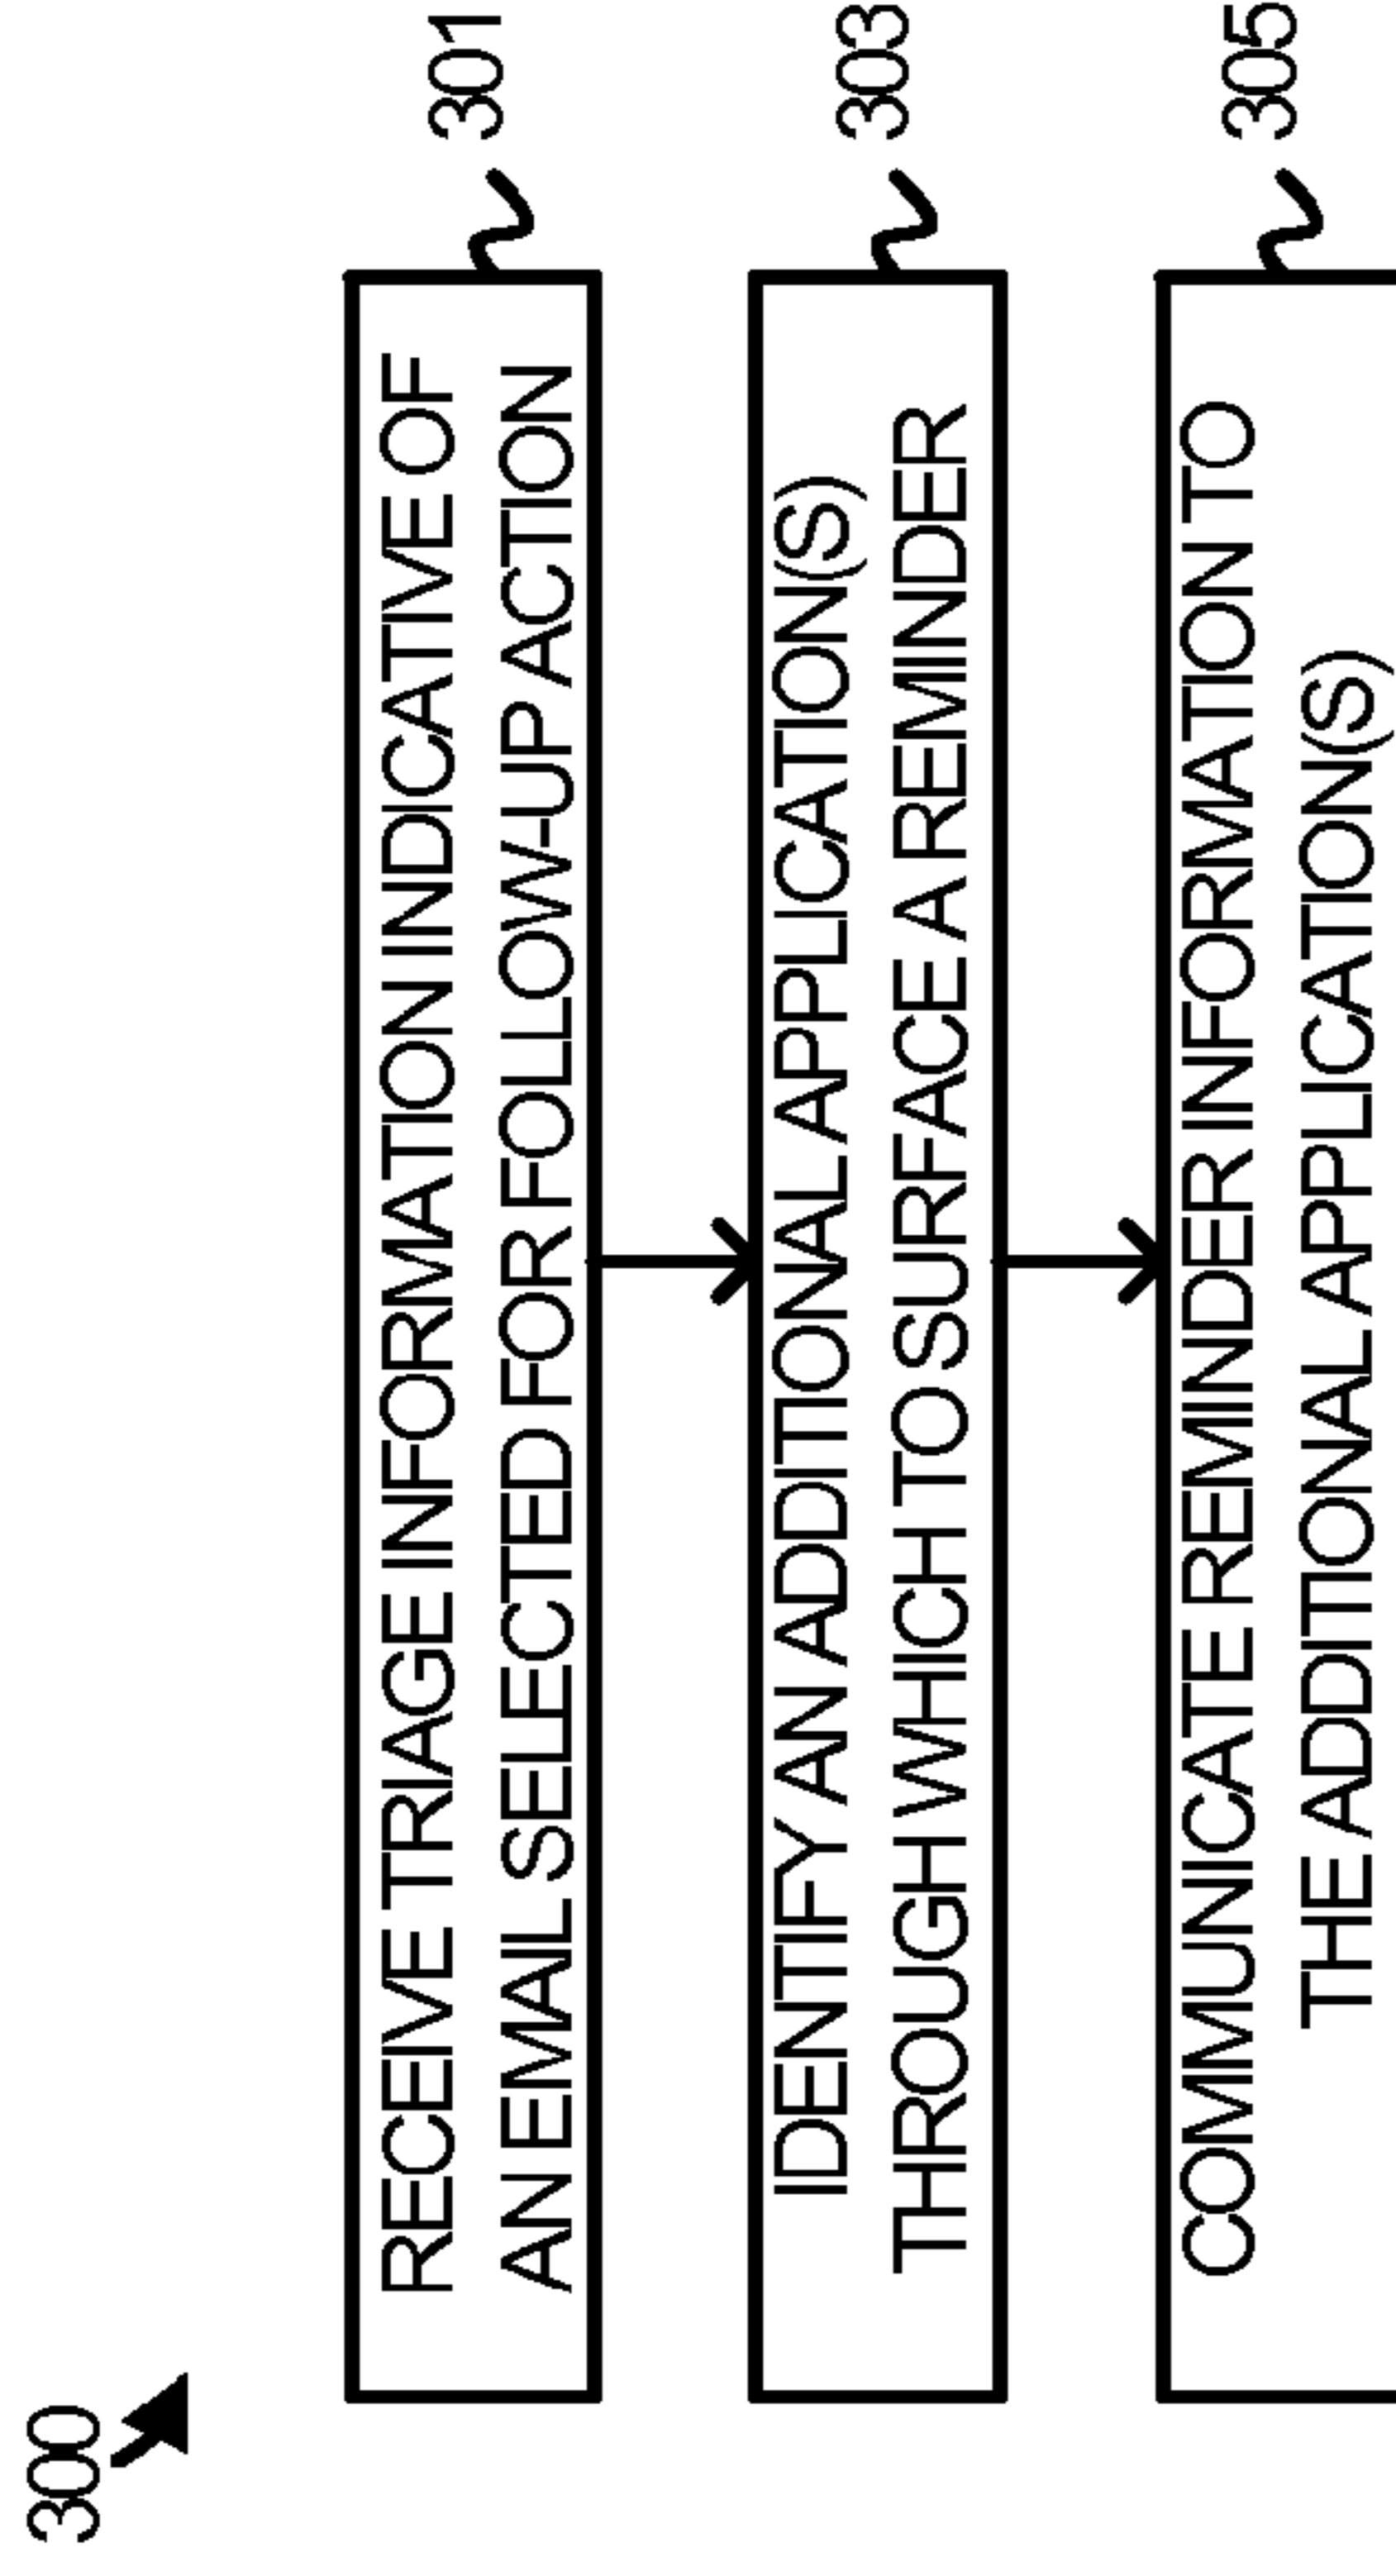 300
RECEIVE TRIAGE INFORMATION INDICATIVE OF
AN EMAIL SELECTED FOR FOLLOW-UP ACTION
301
IDENTIFY AN ADDITIONAL APPLICATION(S)
THROUGH WHICH TO SURFACE A REMINDER
303
COMMUNICATE REMINDER INFORMATION TO
THE ADDITIONAL APPLICATION(S)
305